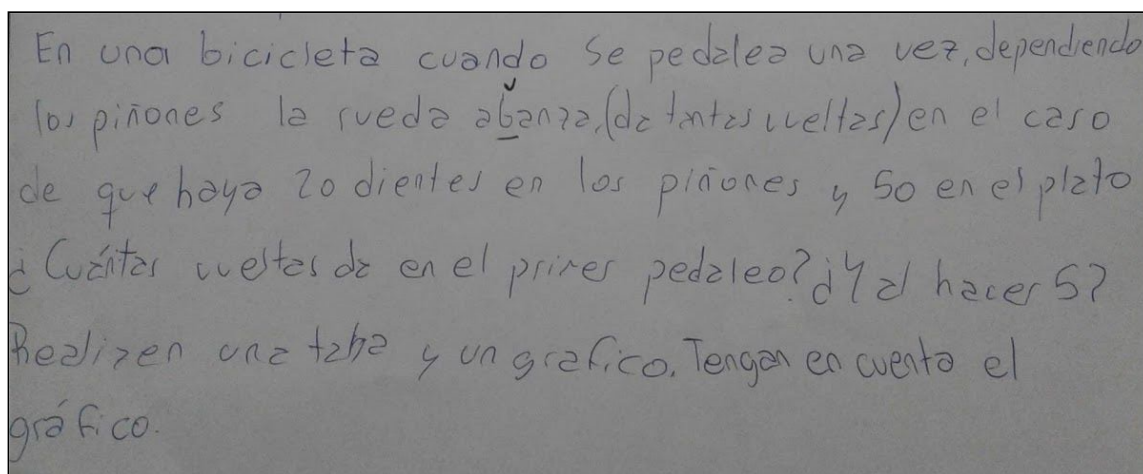 En una bicicleta cuando se pedalea una vez, dependiendo
los piñones la rueda abanza, (da tantas vueltas) en el caso
v
de que haya 20 dientes en los piñones y 50 en el plato
¿Cuántas vueltas da en el primer pedaleo? ¿Y al hacer 5?
Realizen una tabla y un grafico. Tengan en cuenta el
gráfico.